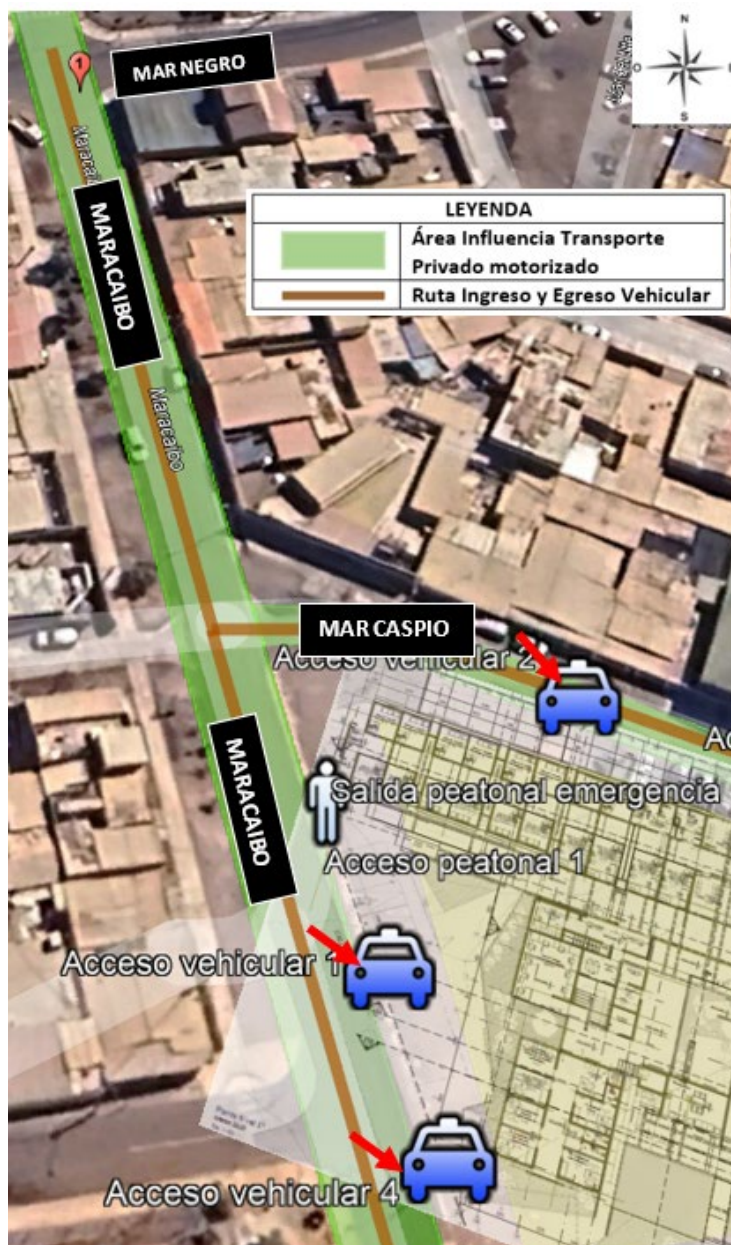 N
O
E
S
1
MAR NEGRO
MARACAIBO
LEYENDA
Área Influencia Transporte
Privado motorizado
Ruta Ingreso y Egreso Vehicular
Maracaibo
MAR CASPIO
Acceso vehicular 2
MARACAIBO
Salida peatonal emergencia
Acceso peatonal 1
Acceso vehicular 1
Acceso vehicular 4